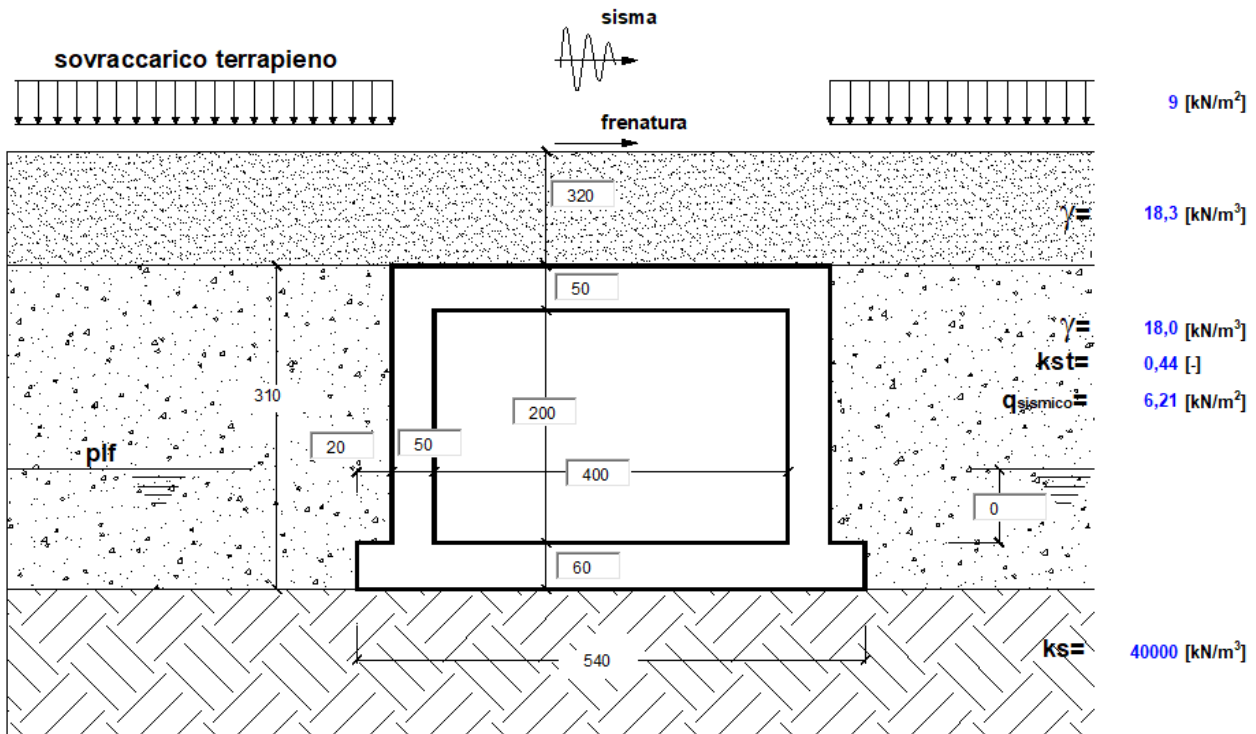 sisma
sovraccarico terrapieno
9 [kN/m²]
frenatura
320
γ= 18,3 [kN/m³]
50
γ= 18,0 [kN/m³]
kst= 0,44 [-]
310
qsismico= 6,21 [kN/m²]
200
20
50
plf
400
0
60
ks= 40000 [kN/m³]
540